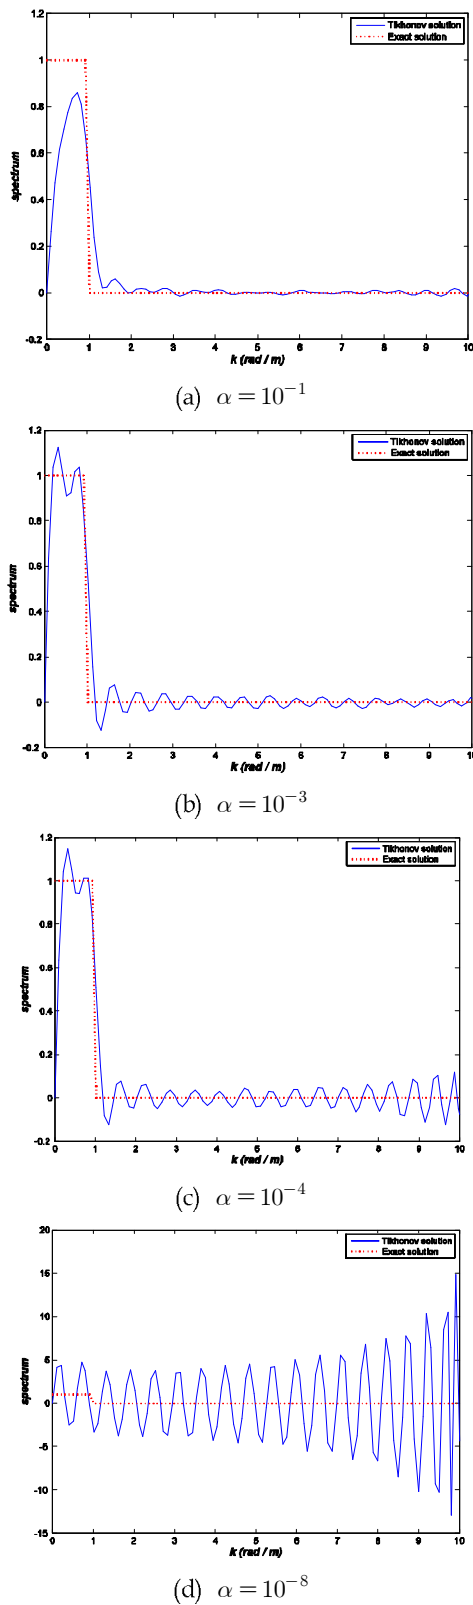 1.2
1
0.8
0.6
0.4
0.2
0
-0.2
spectrum
Tikhonov solution
Exact solution
0 1 2 3 4 5 6 7 8 9 10
k (rad / m)
(a) α = 10⁻¹
1.2
1
0.8
0.6
0.4
0.2
0
-0.2
spectrum
Tikhonov solution
Exact solution
0 1 2 3 4 5 6 7 8 9 10
k (rad / m)
(b) α = 10⁻³
1.2
1
0.8
0.6
0.4
0.2
0
-0.2
spectrum
Tikhonov solution
Exact solution
0 1 2 3 4 5 6 7 8 9 10
k (rad / m)
(c) α = 10⁻⁴
20
15
10
5
0
-5
-10
-15
spectrum
Tikhonov solution
Exact solution
0 1 2 3 4 5 6 7 8 9 10
k (rad / m)
(d) α = 10⁻⁸